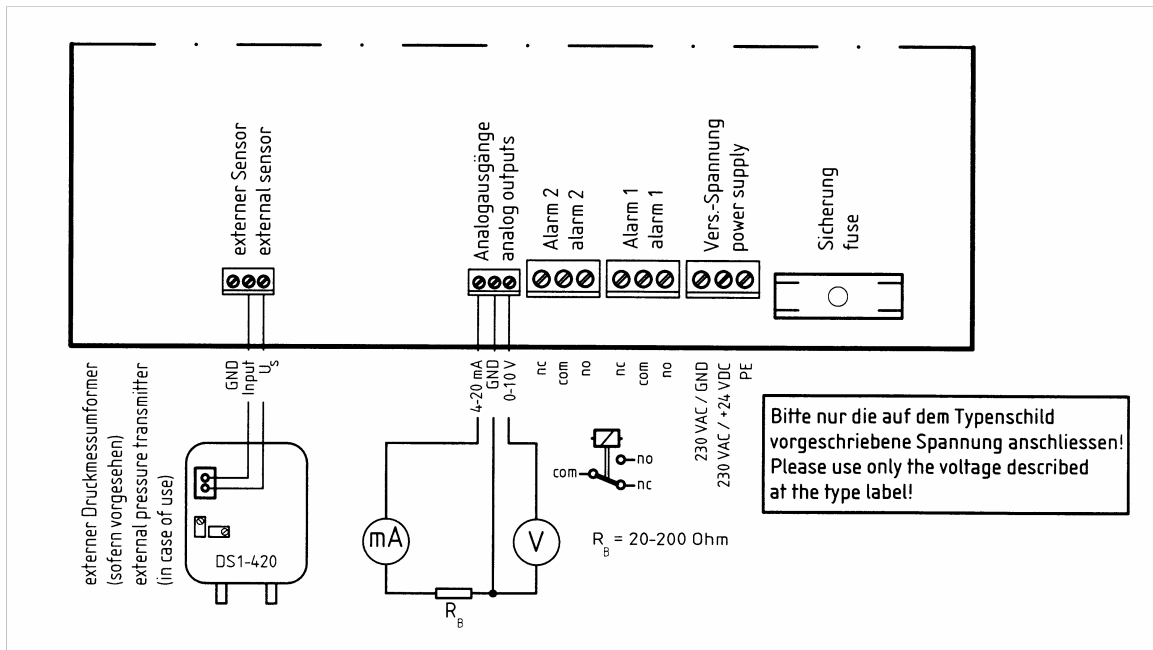 externer Sensor
external sensor
Analogausgänge
analog outputs
Alarm 2
alarm 2
Alarm 1
alarm 1
Vers.-Spannung
power supply
Sicherung
fuse
GND
Input
U_S
4-20 mA
GND
0-10 V
nc
com
no
nc
com
no
230 VAC / GND
230 VAC / +24 VDC
PE
externer Druckmessumformer
(sofern vorgesehen)
external pressure transmitter
(in case of use)
DS1-420
mA
V
R_B
com
no
nc
R_B = 20-200 Ohm
Bitte nur die auf dem Typenschild
vorgeschriebene Spannung anschliessen!
Please use only the voltage described
at the type label!